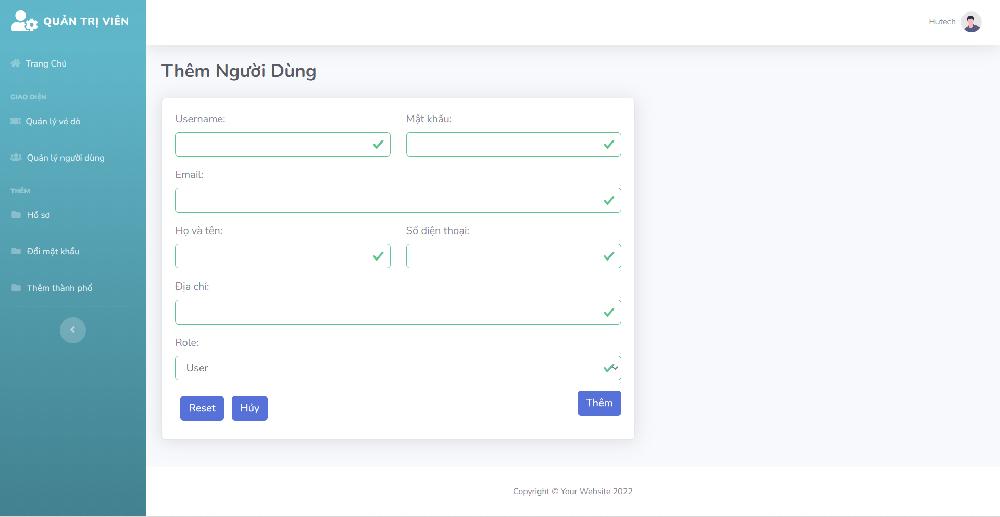 QUẢN TRỊ VIÊN
Trang Chủ
GIAO DIỆN
Quản lý vé dò
Quản lý người dùng
THÊM
Hồ sơ
Đổi mật khẩu
Thêm thành phố
Hutech
Thêm Người Dùng
Username:
Mật khẩu:
Email:
Họ và tên:
Số điện thoại:
Địa chỉ:
Role:
User
Reset
Hủy
Thêm
Copyright © Your Website 2022